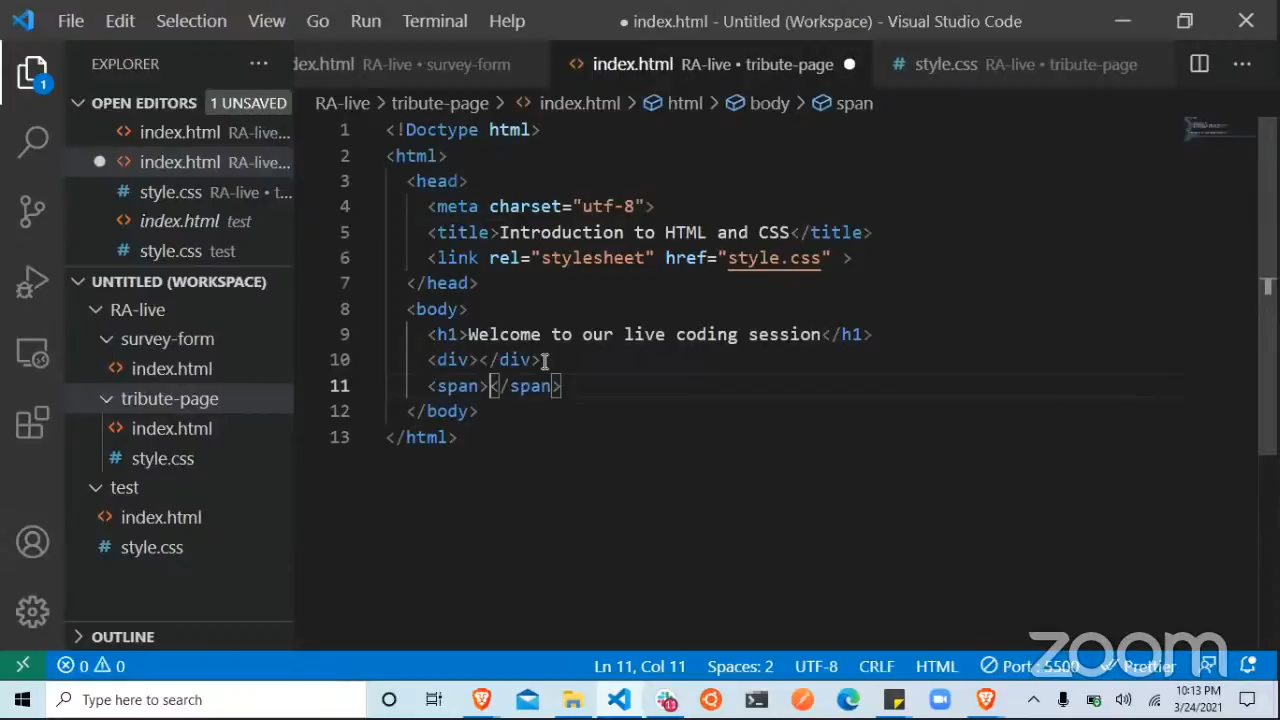 File Edit Selection View Go Run Terminal Help ● index.html - Untitled (Workspace) - Visual Studio Code
EXPLORER ···
dex.html RA-live • survey-form
<> index.html RA-live • tribute-page ●
# style.css RA-live • tribute-page
OPEN EDITORS 1 UNSAVED
<> index.html RA-live...
● <> index.html RA-live...
# style.css RA-live • t...
<> index.html test
# style.css test
UNTITLED (WORKSPACE)
RA-live
survey-form
<> index.html
tribute-page
<> index.html
# style.css
test
<> index.html
# style.css
OUTLINE
1
RA-live > tribute-page > <> index.html > html > body > span
1 <!Doctype html>
2 <html>
3 <head>
4 <meta charset="utf-8">
5 <title>Introduction to HTML and CSS</title>
6 <link rel="stylesheet" href="style.css" >
7 </head>
8 <body>
9 <h1>Welcome to our live coding session</h1>
10 <div></div>
11 <span></span>
12 </body>
13 </html>
zoom
0 0 Ln 11, Col 11 Spaces: 2 UTF-8 CRLF HTML Port : 5500 Prettier
Type here to search
11
10:13 PM
3/24/2021